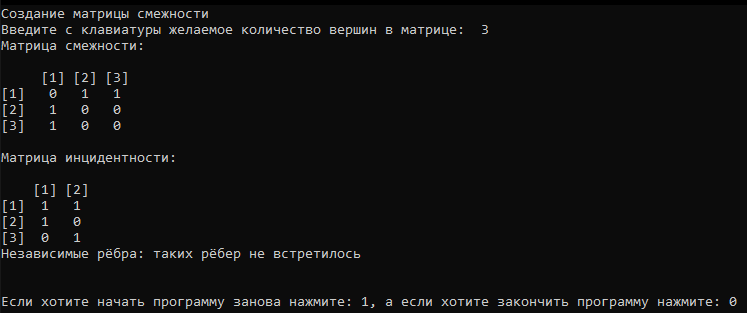 Создание матрицы смежности
Введите с клавиатуры желаемое количество вершин в матрице:  3
Матрица смежности:
     [1] [2] [3]
[1]   0   1   1
[2]   1   0   0
[3]   1   0   0
Матрица инцидентности:
    [1] [2]
[1]  1   1
[2]  1   0
[3]  0   1
Независимые рёбра: таких рёбер не встретилось
Если хотите начать программу занова нажмите: 1, а если хотите закончить программу нажмите: 0